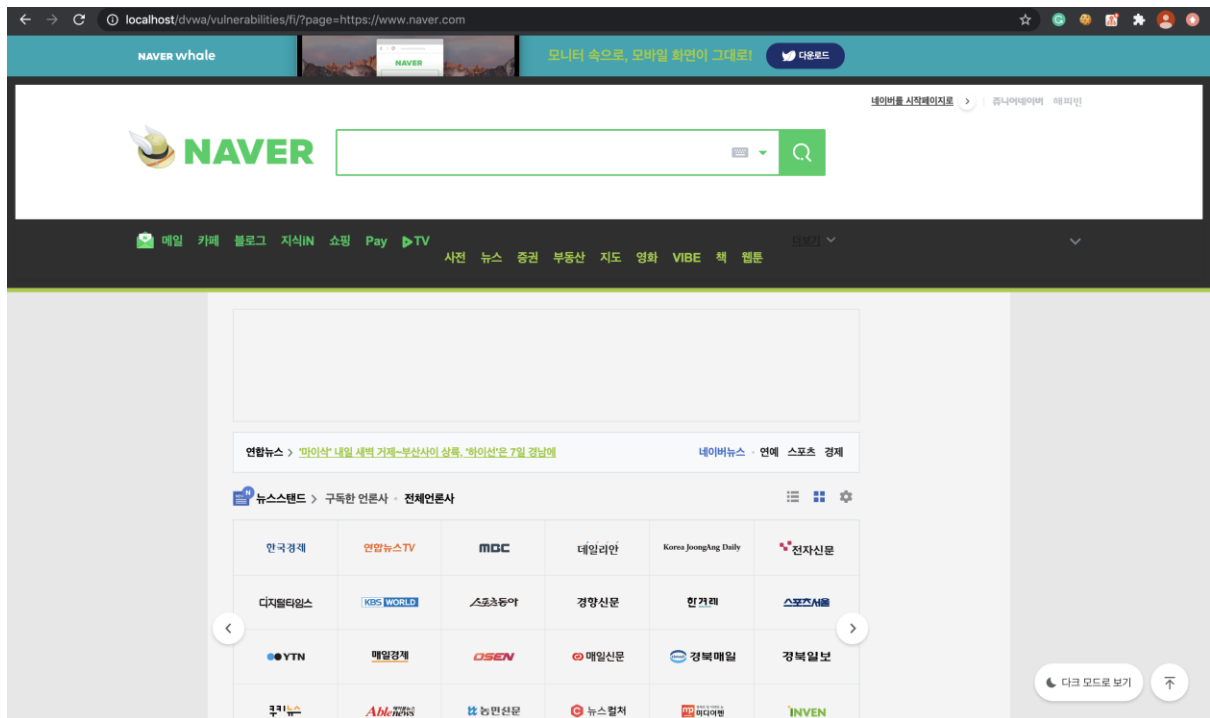 localhost/dvwa/vulnerabilities/fi/?page=https://www.naver.com
NAVER whale
NAVER
모니터 속으로, 모바일 화면이 그대로!
다운로드
네이버를 시작페이지로
쥬니어네이버 해피빈
NAVER
메일 카페 블로그 지식iN 쇼핑 Pay TV
더보기
사전 뉴스 증권 부동산 지도 영화 VIBE 책 웹툰
연합뉴스 '마이삭' 내일 새벽 거제~부산사이 상륙, '하이선'은 7일 경남에
네이버뉴스 연예 스포츠 경제
뉴스스탠드 구독한 언론사 전체언론사
한국경제 연합뉴스TV MBC 데일리안 Korea JoongAng Daily 전자신문
디지털타임스 KBS WORLD 스포츠동아 경향신문 한겨레 스포츠서울
YTN 매일경제 OSEN 매일신문 경북매일 경북일보
쿠키뉴스 Ablenews 농민신문 뉴스컬처 미디어펜 INVEN
다크 모드로 보기